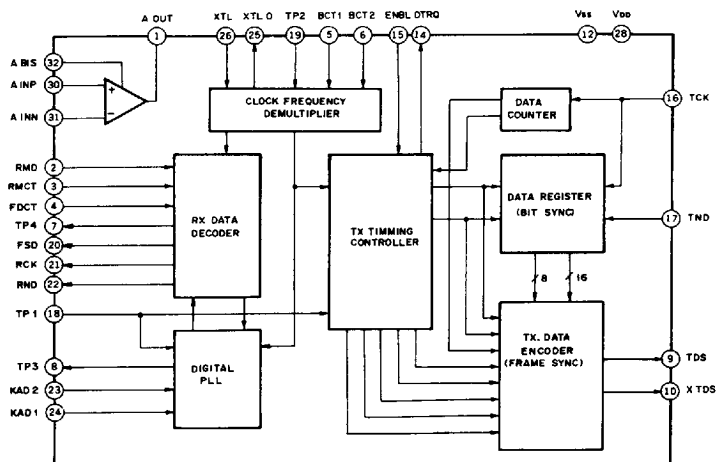 A OUT XTL XTL O TP2 BCT1 BCT2 ENBL DTRQ VSS VDD
1 26 25 19 5 6 15 14 12 28
A BIS 32
A INP 30
A INN 31
+
−
CLOCK FREQUENCY
DEMULTIPLIER
DATA
COUNTER
16 TCK
RMD 2
RMCT 3
FDCT 4
TP4 7
FSD 20
RCK 21
RND 22
RX DATA
DECODER
TX TIMMING
CONTROLLER
DATA REGISTER
(BIT SYNC)
17 TND
8 16
TP1 18
TP3 8
KAD 2 23
KAD 1 24
DIGITAL
PLL
TX. DATA
ENCODER
(FRAME SYNC)
9 TDS
10 X TDS